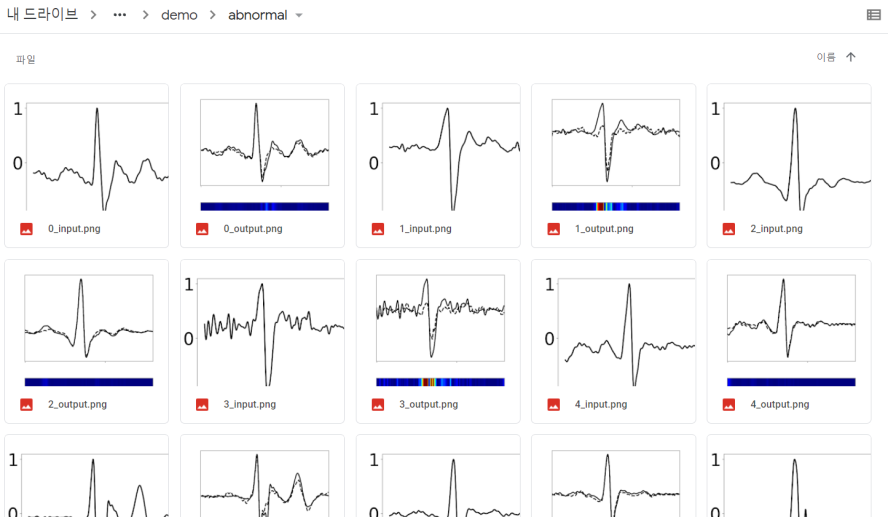 내 드라이브 > ••• > demo > abnormal
파일
이름
1
0
1
0
1
0
0_input.png
0_output.png
1_input.png
1_output.png
2_input.png
1
0
1
0
2_output.png
3_input.png
3_output.png
4_input.png
4_output.png
1
0
1
0
1
0